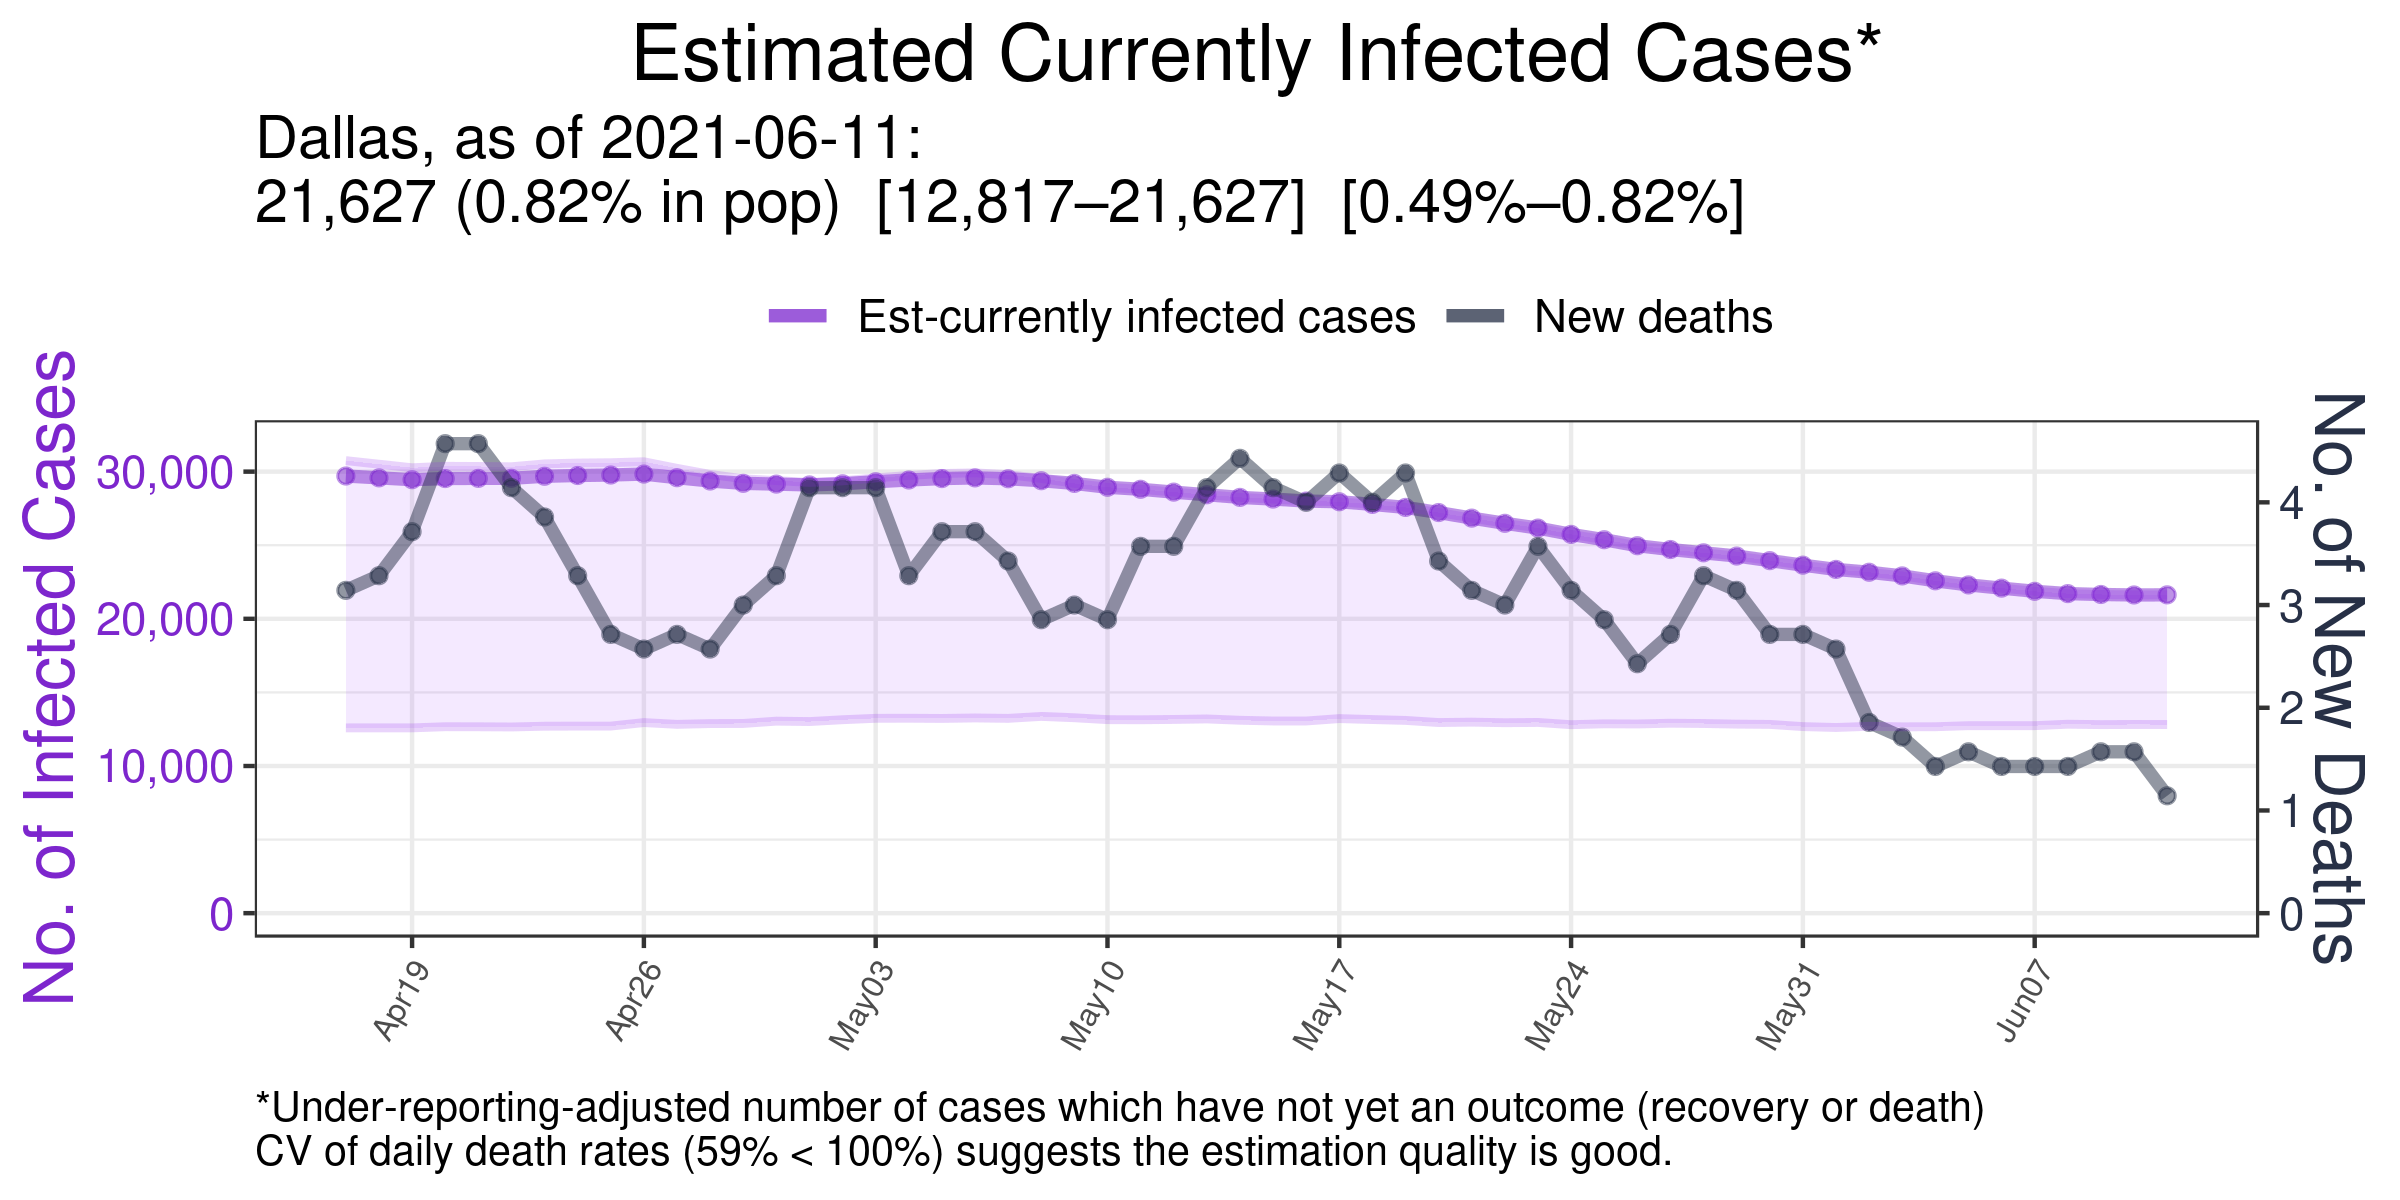 Estimated Currently Infected Cases*
Dallas, as of 2021-06-11:
21,627 (0.82% in pop)  [12,817–21,627]  [0.49%–0.82%]
Est-currently infected cases
New deaths
No. of Infected Cases
30,000
20,000
10,000
0
4
3
2
1
0
No. of New Deaths
Apr19
Apr26
May03
May10
May17
May24
May31
Jun07
*Under-reporting-adjusted number of cases which have not yet an outcome (recovery or death)
CV of daily death rates (59% < 100%) suggests the estimation quality is good.